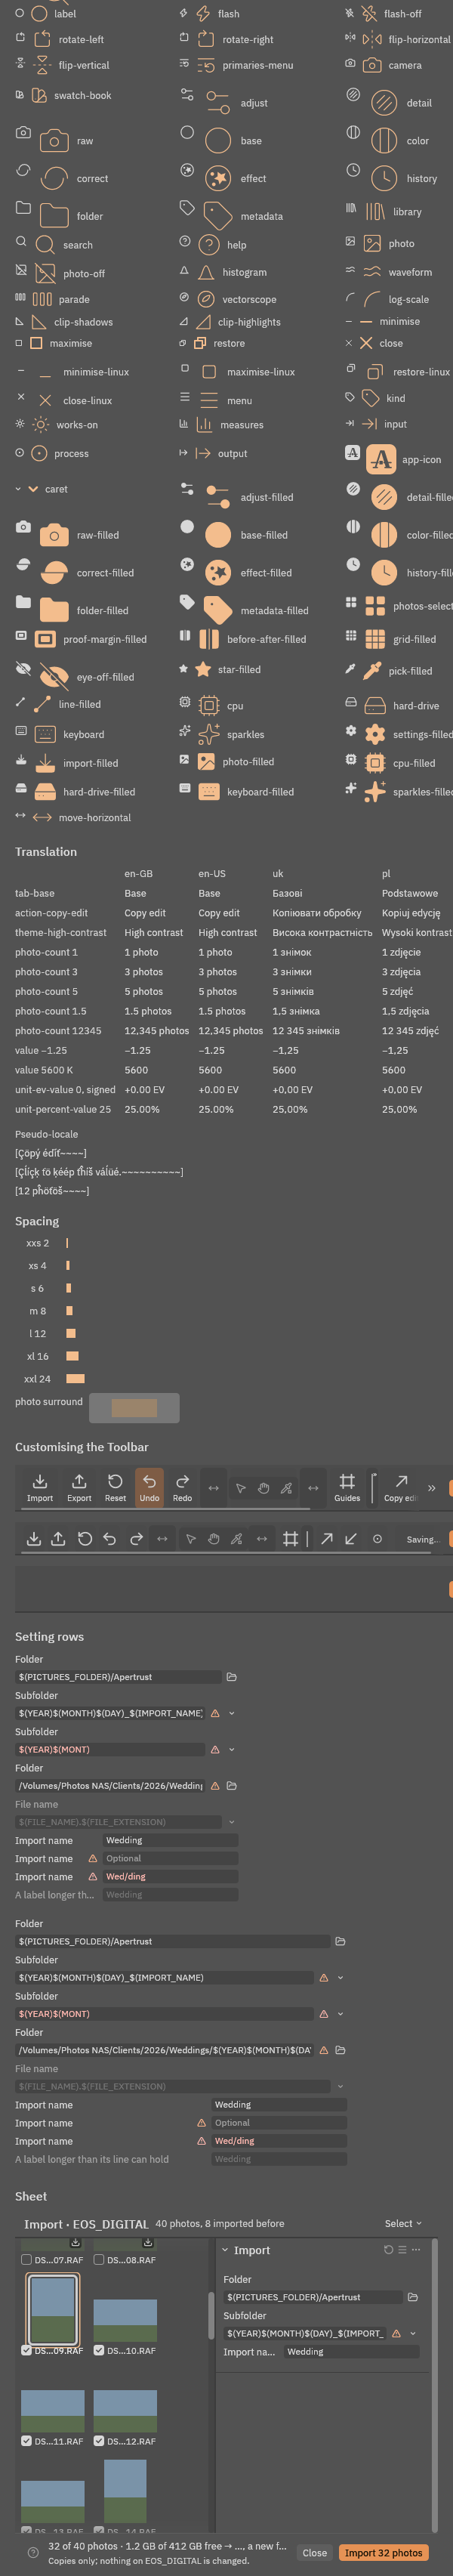 label flash flash-off
rotate-left rotate-right flip-horizontal
flip-vertical primaries-menu camera
swatch-book adjust detail
raw base color
correct effect history
folder metadata library
search help photo
photo-off histogram waveform
parade vectorscope log-scale
clip-shadows clip-highlights minimise
maximise restore close
minimise-linux maximise-linux restore-linux
close-linux menu kind
works-on measures input
process output app-icon
caret adjust-filled detail-fille
raw-filled base-filled color-filled
correct-filled effect-filled history-fill
folder-filled metadata-filled photos-select
proof-margin-filled before-after-filled grid-filled
eye-off-filled star-filled pick-filled
line-filled cpu hard-drive
keyboard sparkles settings-filled
import-filled photo-filled cpu-filled
hard-drive-filled keyboard-filled sparkles-fille
move-horizontal
Translation
en-GB en-US uk pl
tab-base Base Base Базові Podstawowe
action-copy-edit Copy edit Copy edit Копіювати обробку Kopiuj edycję
theme-high-contrast High contrast High contrast Висока контрастність Wysoki kontrast
photo-count 1 1 photo 1 photo 1 знімок 1 zdjęcie
photo-count 3 3 photos 3 photos 3 знімки 3 zdjęcia
photo-count 5 5 photos 5 photos 5 знімків 5 zdjęć
photo-count 1.5 1.5 photos 1.5 photos 1,5 знімка 1,5 zdjęcia
photo-count 12345 12,345 photos 12,345 photos 12 345 знімків 12 345 zdjęć
value −1.25 −1.25 −1.25 −1,25 −1,25
value 5600 K 5600 5600 5600 5600
unit-ev-value 0, signed +0.00 EV +0.00 EV +0,00 EV +0,00 EV
unit-percent-value 25 25.00% 25.00% 25,00% 25,00%
Pseudo-locale
[12 ƥĥöťöš~~~~]
Spacing
xxs 2
xs 4
s 6
m 8
l 12
xl 16
xxl 24
photo surround
Customising the Toolbar
Import Export Reset Undo Redo Guides Copy edi
Saving…
Setting rows
Folder
$(PICTURES_FOLDER)/Apertrust
Subfolder
$(YEAR)$(MONTH)$(DAY)_$(IMPORT_NAME)
Subfolder
$(YEAR)$(MONT)
Folder
/Volumes/Photos NAS/Clients/2026/Wedding
File name
$(FILE_NAME).$(FILE_EXTENSION)
Import name Wedding
Import name Optional
Import name Wed/ding
A label longer th… Wedding
Folder
$(PICTURES_FOLDER)/Apertrust
Subfolder
$(YEAR)$(MONTH)$(DAY)_$(IMPORT_NAME)
Subfolder
$(YEAR)$(MONT)
Folder
/Volumes/Photos NAS/Clients/2026/Weddings/$(YEAR)$(MONTH)$(DA
File name
$(FILE_NAME).$(FILE_EXTENSION)
Import name Wedding
Import name Optional
Import name Wed/ding
A label longer than its line can hold Wedding
Sheet
Import · EOS_DIGITAL 40 photos, 8 imported before Select
DS…07.RAF DS…08.RAF
Import
Folder
$(PICTURES_FOLDER)/Apertrust
Subfolder
$(YEAR)$(MONTH)$(DAY)_$(IMPORT_
Import na… Wedding
DS…09.RAF DS…10.RAF
DS…11.RAF DS…12.RAF
DS…13.RAF DS…14.RAF
32 of 40 photos · 1.2 GB of 412 GB free → …, a new f…
Copies only; nothing on EOS_DIGITAL is changed.
Close Import 32 photos